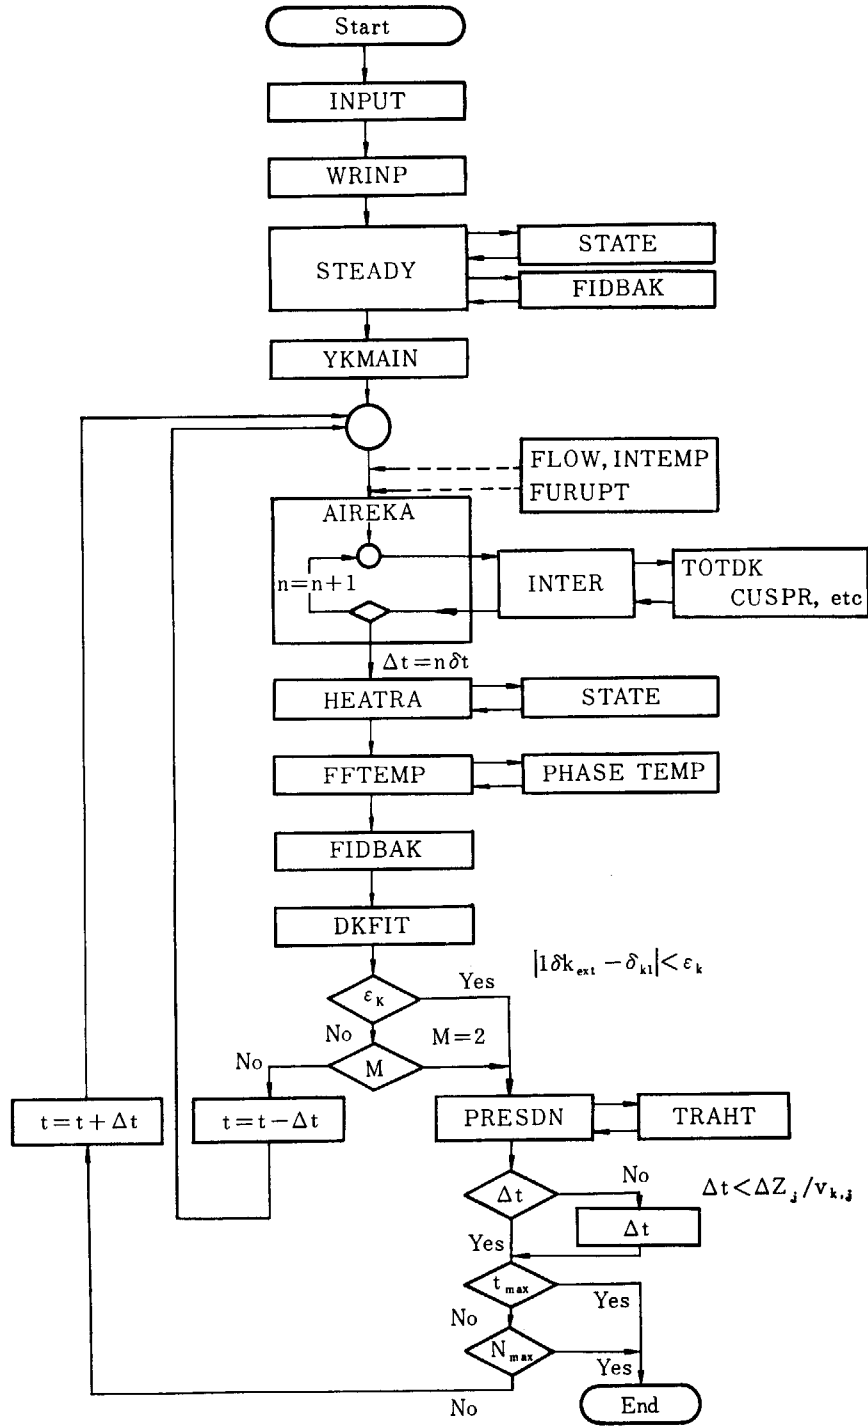 Start
INPUT
WRINP
STEADY
STATE
FIDBAK
YKMAIN
FLOW, INTEMP
FURUPT
AIREKA
n=n+1
INTER
TOTDK
CUSPR, etc
Δt=nδt
HEATRA
STATE
FFTEMP
PHASE TEMP
FIDBAK
DKFIT
|1δk_ext − δ_k1| < ε_k
ε_K
Yes
No
M=2
No
M
t=t+Δt
t=t−Δt
PRESDN
TRAHT
No
Δt<ΔZ_j/v_k,j
Δt
Δt
Yes
t_max
Yes
No
N_max
Yes
No
End